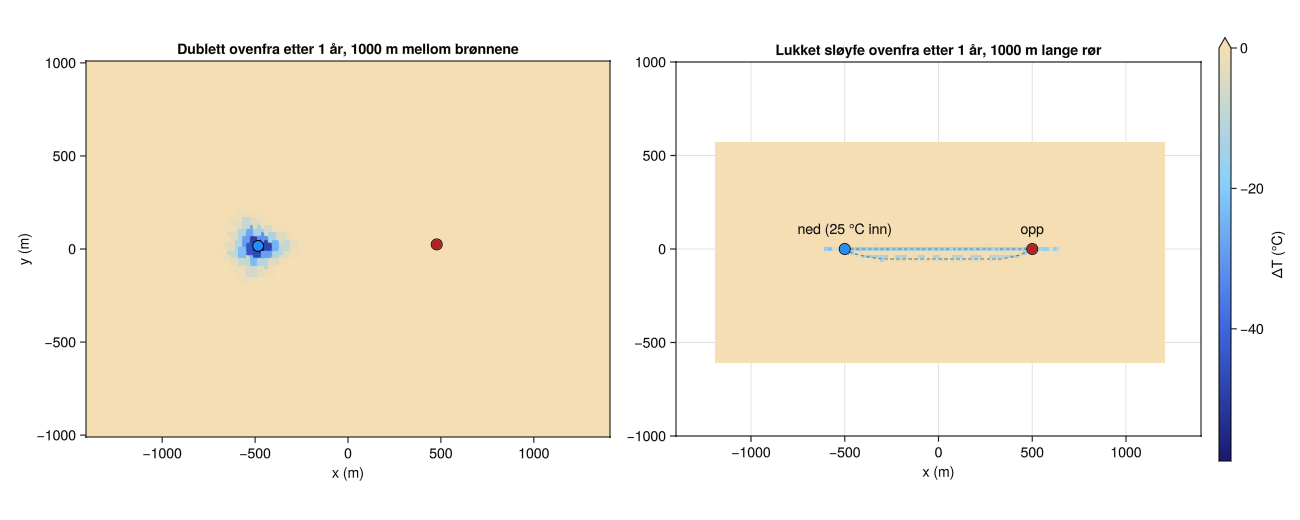 Dublett ovenfra etter 1 år, 1000 m mellom brønnene
1000
500
0
−500
−1000
y (m)
−1000
−500
0
500
1000
x (m)
Lukket sløyfe ovenfra etter 1 år, 1000 m lange rør
1000
500
0
−500
−1000
ned (25 °C inn)
opp
−1000
−500
0
500
1000
x (m)
0
−20
−40
ΔT (°C)